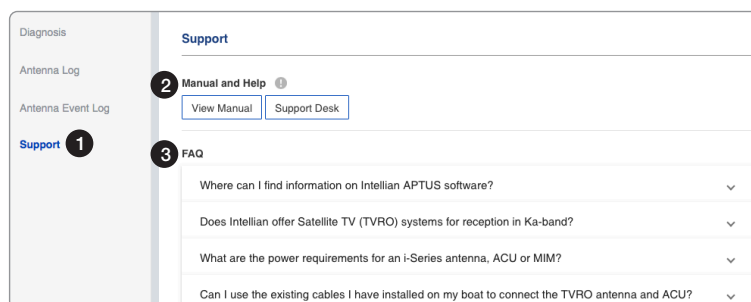 Diagnosis
Antenna Log
Antenna Event Log
Support 1
Support
2 Manual and Help !
View Manual Support Desk
3 FAQ
Where can I find information on Intellian APTUS software?
Does Intellian offer Satellite TV (TVRO) systems for reception in Ka-band?
What are the power requirements for an i-Series antenna, ACU or MIM?
Can I use the existing cables I have installed on my boat to connect the TVRO antenna and ACU?